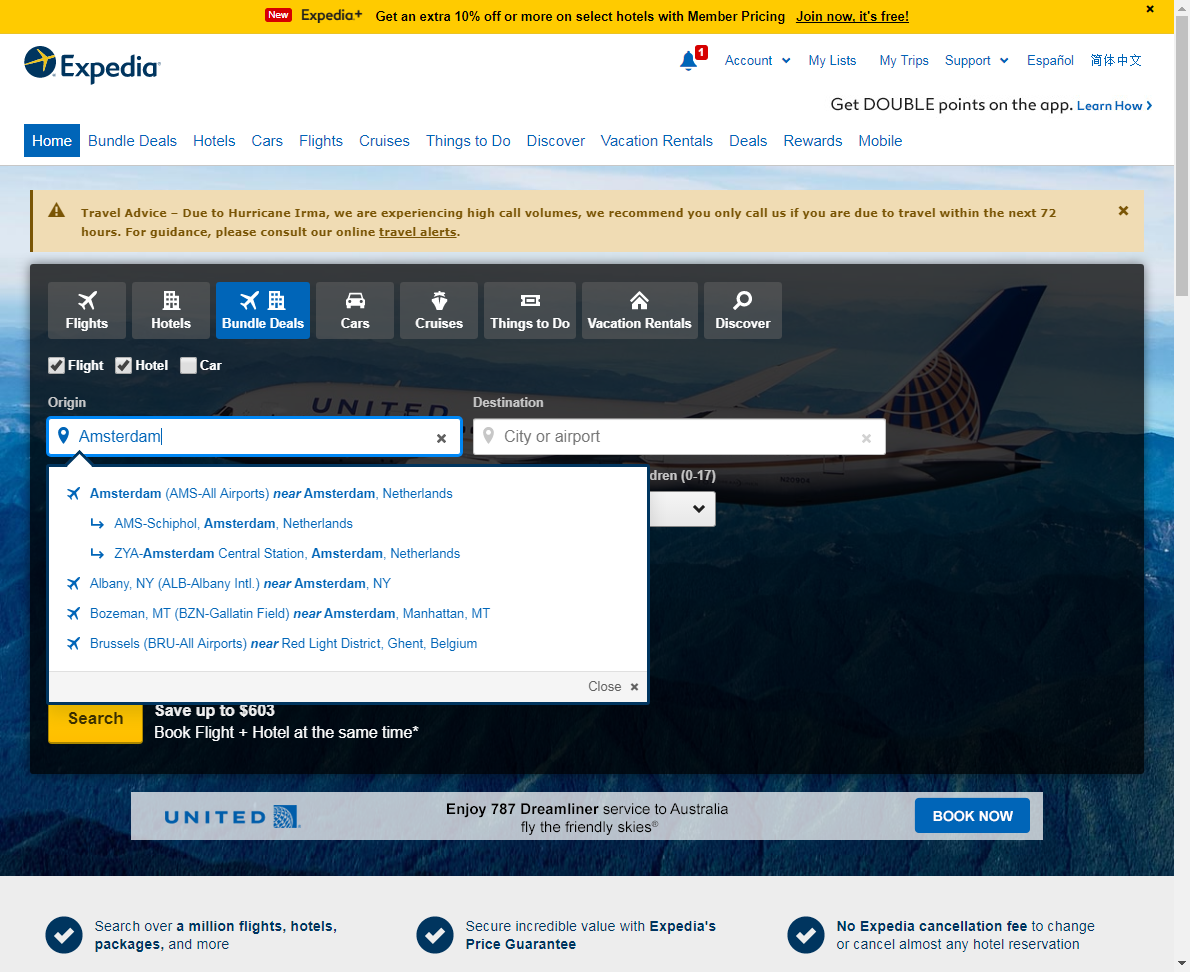 New Expedia+ Get an extra 10% off or more on select hotels with Member Pricing Join now, it's free!
Expedia
1 Account My Lists My Trips Support Español 简体中文
Get DOUBLE points on the app. Learn How
Home Bundle Deals Hotels Cars Flights Cruises Things to Do Discover Vacation Rentals Deals Rewards Mobile
Travel Advice – Due to Hurricane Irma, we are experiencing high call volumes, we recommend you only call us if you are due to travel within the next 72
hours. For guidance, please consult our online travel alerts.
Flights Hotels Bundle Deals Cars Cruises Things to Do Vacation Rentals Discover
Flight Hotel Car
UNITED
Origin Destination
Amsterdam City or airport
dren (0-17)
Amsterdam (AMS-All Airports) near Amsterdam, Netherlands
AMS-Schiphol, Amsterdam, Netherlands
ZYA-Amsterdam Central Station, Amsterdam, Netherlands
Albany, NY (ALB-Albany Intl.) near Amsterdam, NY
Bozeman, MT (BZN-Gallatin Field) near Amsterdam, Manhattan, MT
Brussels (BRU-All Airports) near Red Light District, Ghent, Belgium
Close
Search Save up to $603
Book Flight + Hotel at the same time*
UNITED Enjoy 787 Dreamliner service to Australia
fly the friendly skies®
BOOK NOW
Search over a million flights, hotels,
packages, and more
Secure incredible value with Expedia's
Price Guarantee
No Expedia cancellation fee to change
or cancel almost any hotel reservation